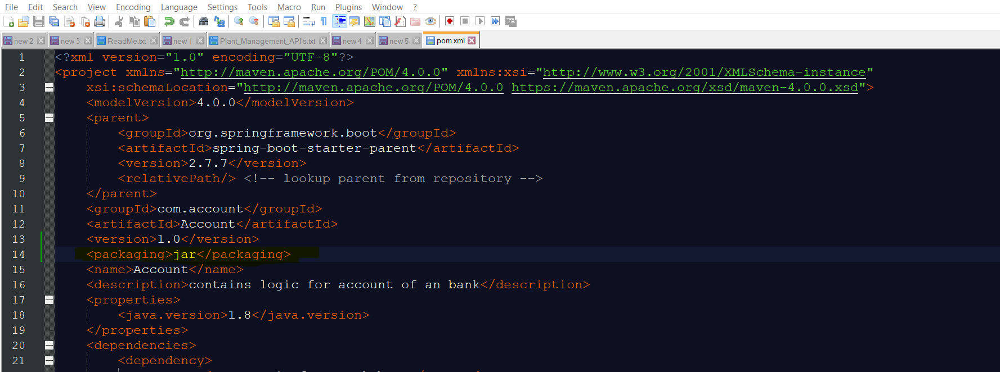 File Edit Search View Encoding Language Settings Tools Macro Run Plugins Window ?
new 2 new 3 ReadMe.txt new 1 Plant_Management_API's.txt new 4 new 5 pom.xml
1 <?xml version="1.0" encoding="UTF-8"?>
2 <project xmlns="http://maven.apache.org/POM/4.0.0" xmlns:xsi="http://www.w3.org/2001/XMLSchema-instance"
3 xsi:schemaLocation="http://maven.apache.org/POM/4.0.0 https://maven.apache.org/xsd/maven-4.0.0.xsd">
4 <modelVersion>4.0.0</modelVersion>
5 <parent>
6 <groupId>org.springframework.boot</groupId>
7 <artifactId>spring-boot-starter-parent</artifactId>
8 <version>2.7.7</version>
9 <relativePath/> <!-- lookup parent from repository -->
10 </parent>
11 <groupId>com.account</groupId>
12 <artifactId>Account</artifactId>
13 <version>1.0</version>
14 <packaging>jar</packaging>
15 <name>Account</name>
16 <description>contains logic for account of an bank</description>
17 <properties>
18 <java.version>1.8</java.version>
19 </properties>
20 <dependencies>
21 <dependency>